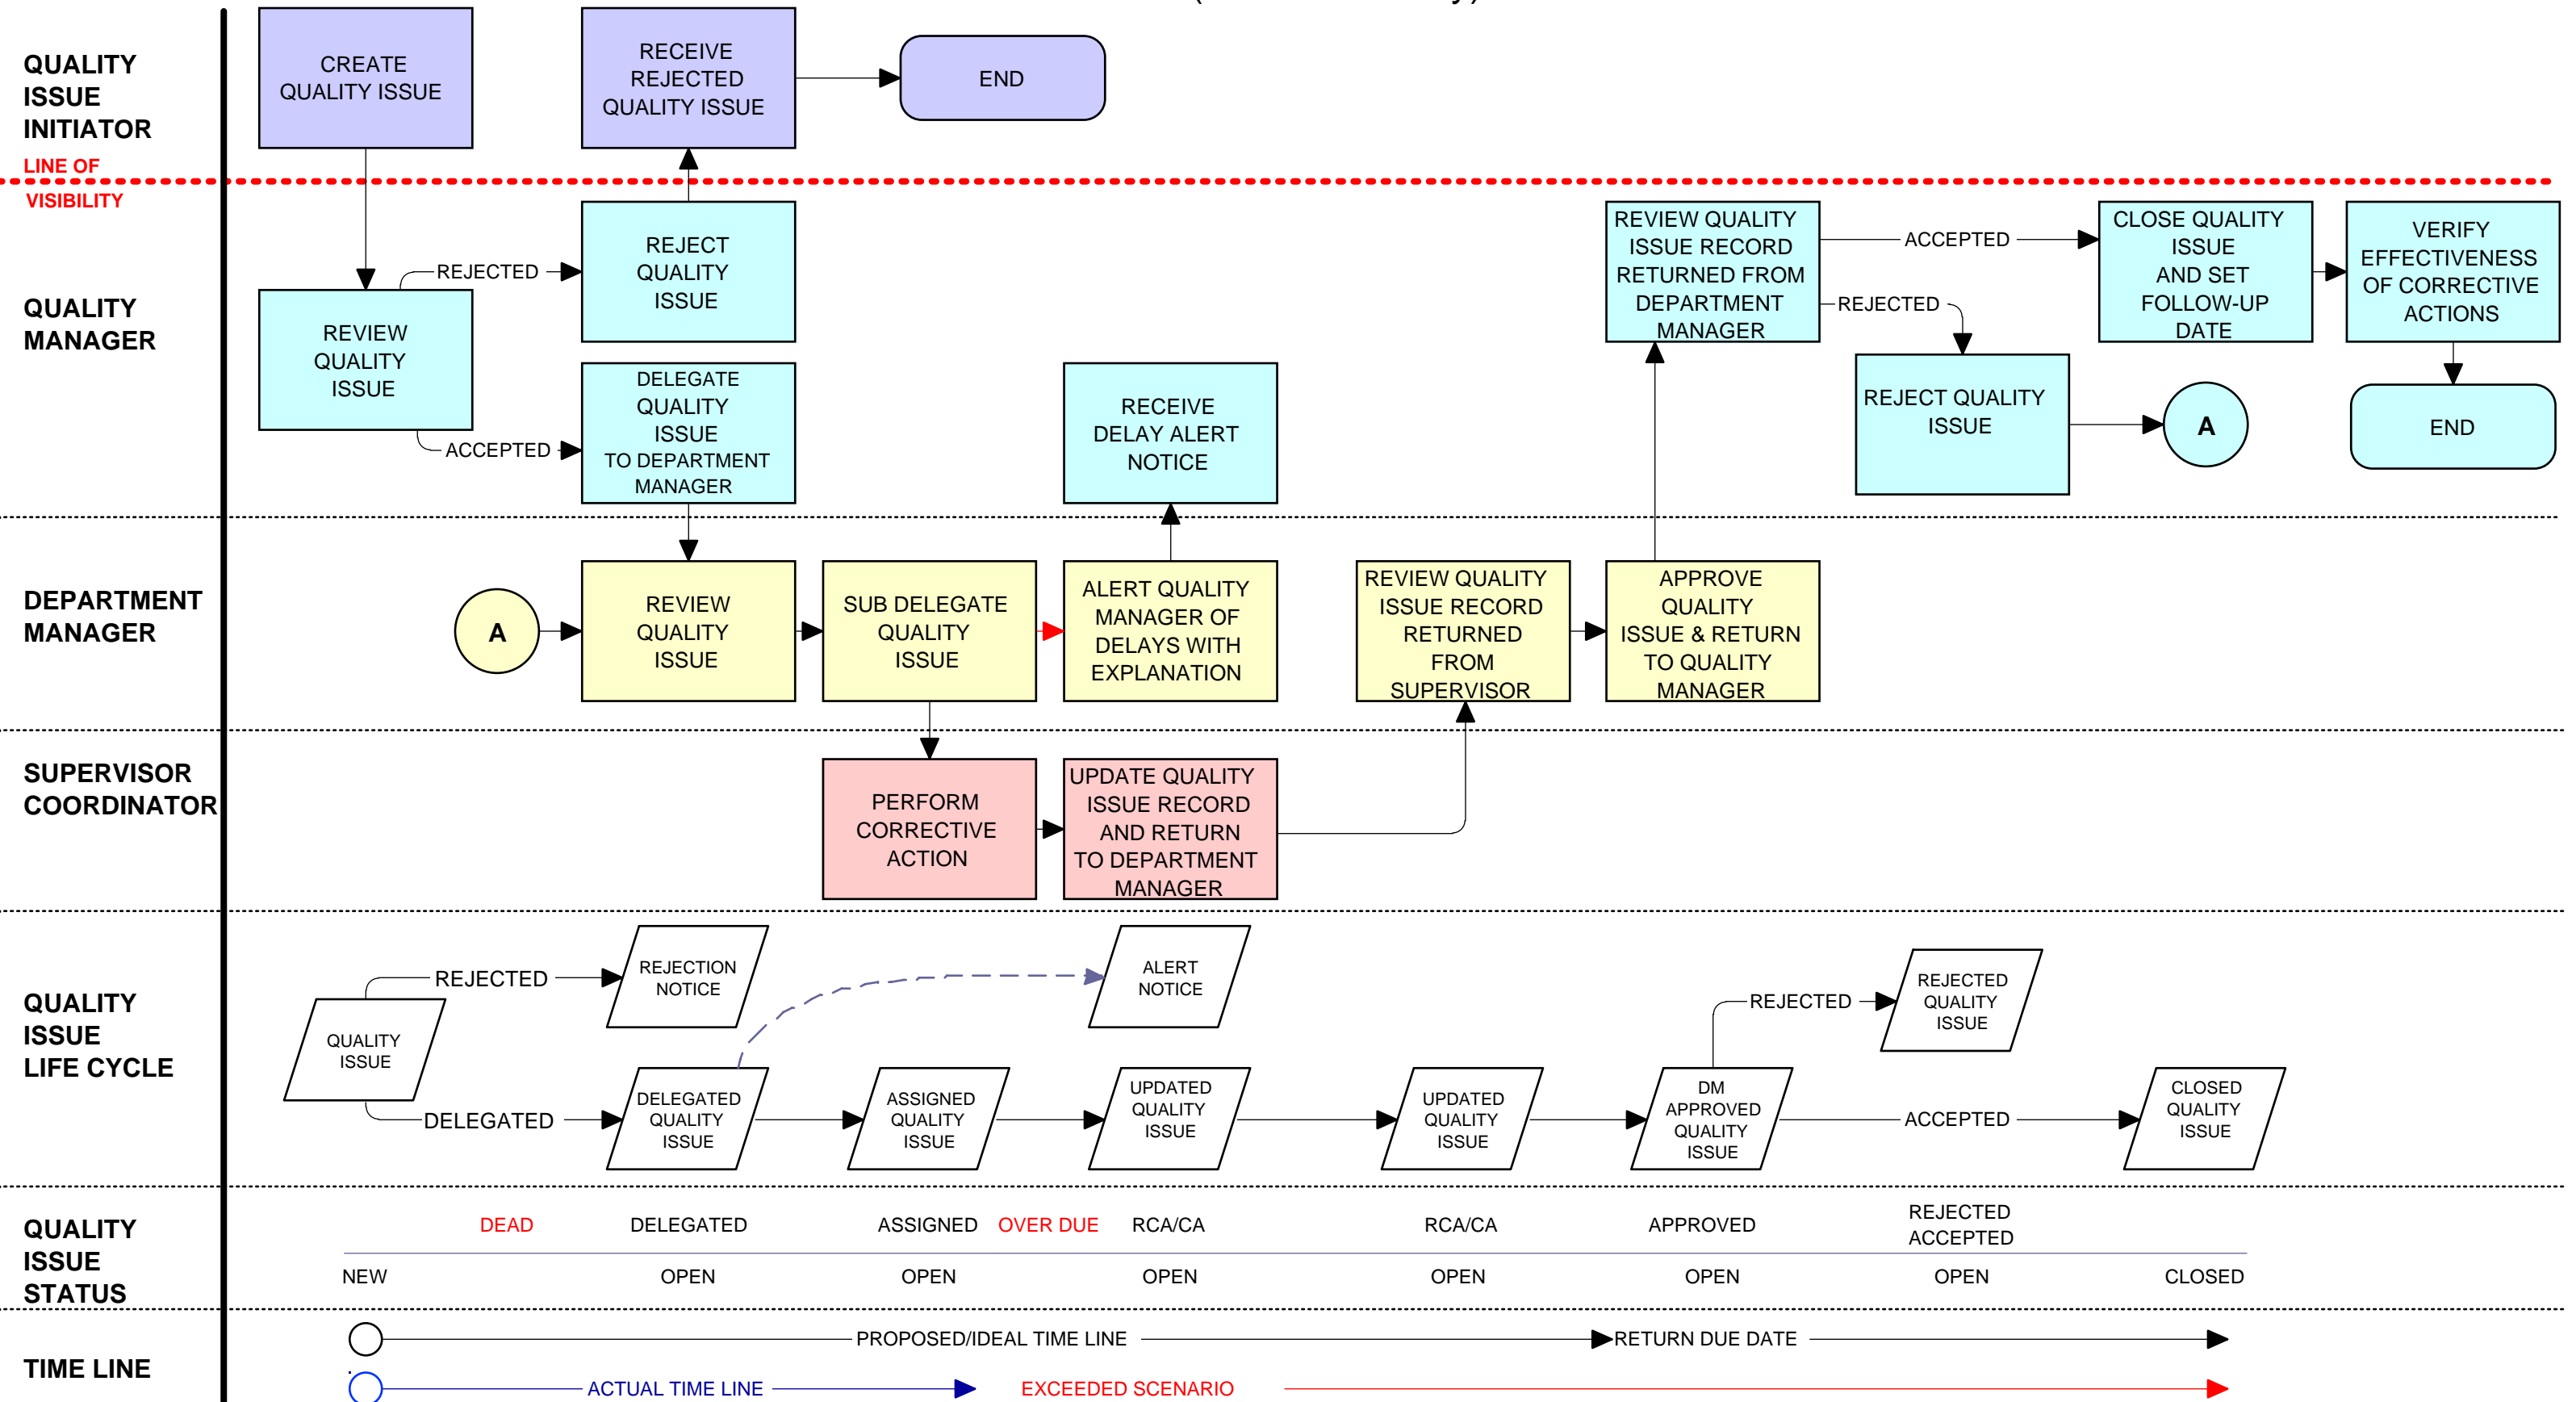 QUALITY
ISSUE
INITIATOR
CREATE
QUALITY ISSUE
RECEIVE
REJECTED
QUALITY ISSUE
END
LINE OF
VISIBILITY
QUALITY
MANAGER
REVIEW
QUALITY
ISSUE
REJECTED
ACCEPTED
REJECT
QUALITY
ISSUE
DELEGATE
QUALITY
ISSUE
TO DEPARTMENT
MANAGER
RECEIVE
DELAY ALERT
NOTICE
REVIEW QUALITY
ISSUE RECORD
RETURNED FROM
DEPARTMENT
MANAGER
ACCEPTED
REJECTED
REJECT QUALITY
ISSUE
A
CLOSE QUALITY
ISSUE
AND SET
FOLLOW-UP
DATE
VERIFY
EFFECTIVENESS
OF CORRECTIVE
ACTIONS
END
DEPARTMENT
MANAGER
A
REVIEW
QUALITY
ISSUE
SUB DELEGATE
QUALITY
ISSUE
ALERT QUALITY
MANAGER OF
DELAYS WITH
EXPLANATION
REVIEW QUALITY
ISSUE RECORD
RETURNED
FROM
SUPERVISOR
APPROVE
QUALITY
ISSUE & RETURN
TO QUALITY
MANAGER
SUPERVISOR
COORDINATOR
PERFORM
CORRECTIVE
ACTION
UPDATE QUALITY
ISSUE RECORD
AND RETURN
TO DEPARTMENT
MANAGER
QUALITY
ISSUE
LIFE CYCLE
QUALITY
ISSUE
REJECTED
DELEGATED
REJECTION
NOTICE
DELEGATED
QUALITY
ISSUE
ASSIGNED
QUALITY
ISSUE
ALERT
NOTICE
UPDATED
QUALITY
ISSUE
UPDATED
QUALITY
ISSUE
DM
APPROVED
QUALITY
ISSUE
REJECTED
REJECTED
QUALITY
ISSUE
ACCEPTED
CLOSED
QUALITY
ISSUE
QUALITY
ISSUE
STATUS
DEAD
DELEGATED
ASSIGNED
OVER DUE
RCA/CA
RCA/CA
APPROVED
REJECTED
ACCEPTED
NEW
OPEN
OPEN
OPEN
OPEN
OPEN
OPEN
CLOSED
TIME LINE
PROPOSED/IDEAL TIME LINE
RETURN DUE DATE
ACTUAL TIME LINE
EXCEEDED SCENARIO